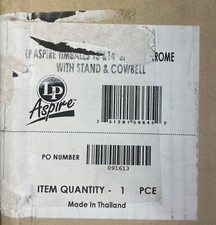 LP ASPIRE TIMBALES 13 & 14
WITH STAND & COWBELL
LP
Aspire
PO NUMBER
091613
ITEM QUANTITY - 1 PCE
Made in Thailand